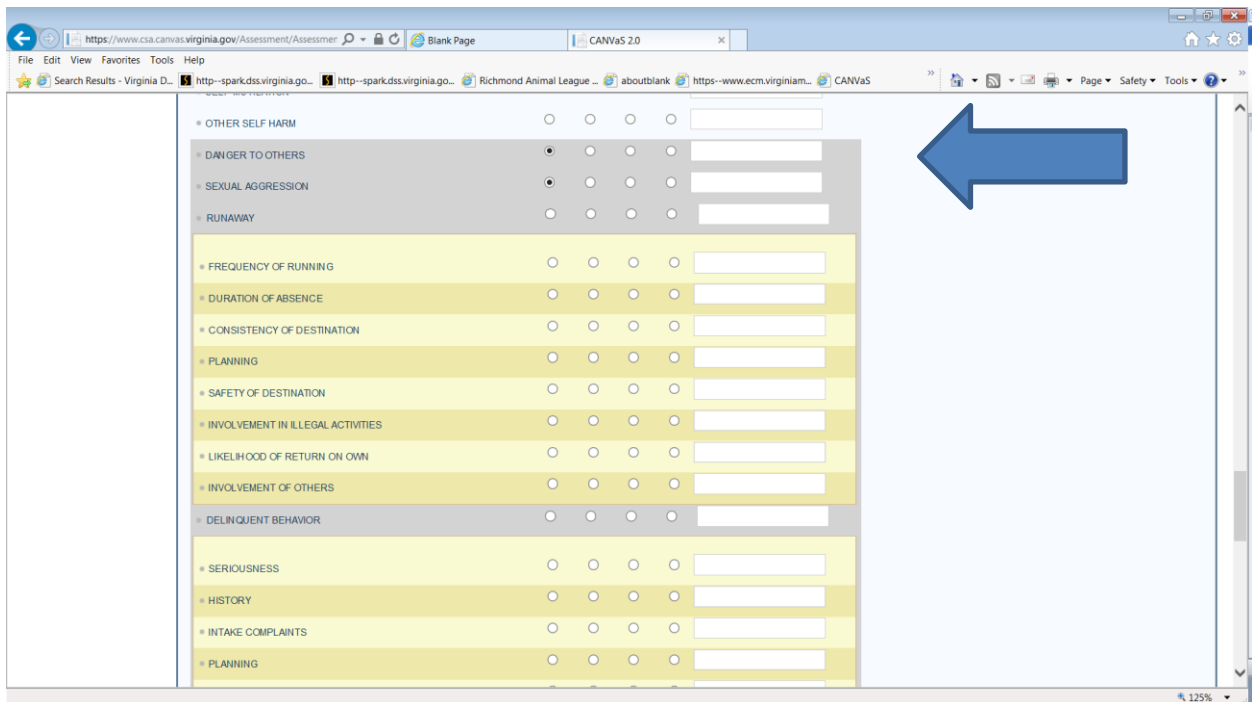 https://www.csa.canvas.virginia.gov/Assessment/Assessmer
Blank Page
CANVaS 2.0
File Edit View Favorites Tools Help
Search Results - Virginia D...
http--spark.dss.virginia.go...
http--spark.dss.virginia.go...
Richmond Animal League ...
aboutblank
https--www.ecm.virginiam...
CANVaS
Page
Safety
Tools
OTHER SELF HARM
DANGER TO OTHERS
SEXUAL AGGRESSION
RUNAWAY
FREQUENCY OF RUNNING
DURATION OF ABSENCE
CONSISTENCY OF DESTINATION
PLANNING
SAFETY OF DESTINATION
INVOLVEMENT IN ILLEGAL ACTIVITIES
LIKELIHOOD OF RETURN ON OWN
INVOLVEMENT OF OTHERS
DELINQUENT BEHAVIOR
SERIOUSNESS
HISTORY
INTAKE COMPLAINTS
PLANNING
125%